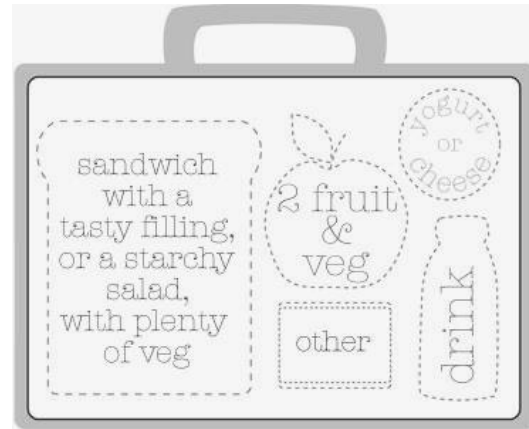 sandwich
with a
tasty filling,
or a starchy
salad,
with plenty
of veg
2 fruit
&
veg
yogurt
or
cheese
other
drink